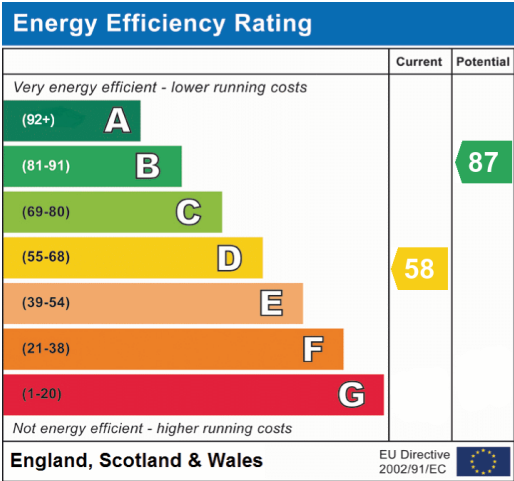 Energy Efficiency Rating
Current Potential
Very energy efficient - lower running costs
(92+) A
(81-91) B
87
(69-80) C
(55-68) D
58
(39-54) E
(21-38) F
(1-20) G
Not energy efficient - higher running costs
England, Scotland & Wales
EU Directive
2002/91/EC